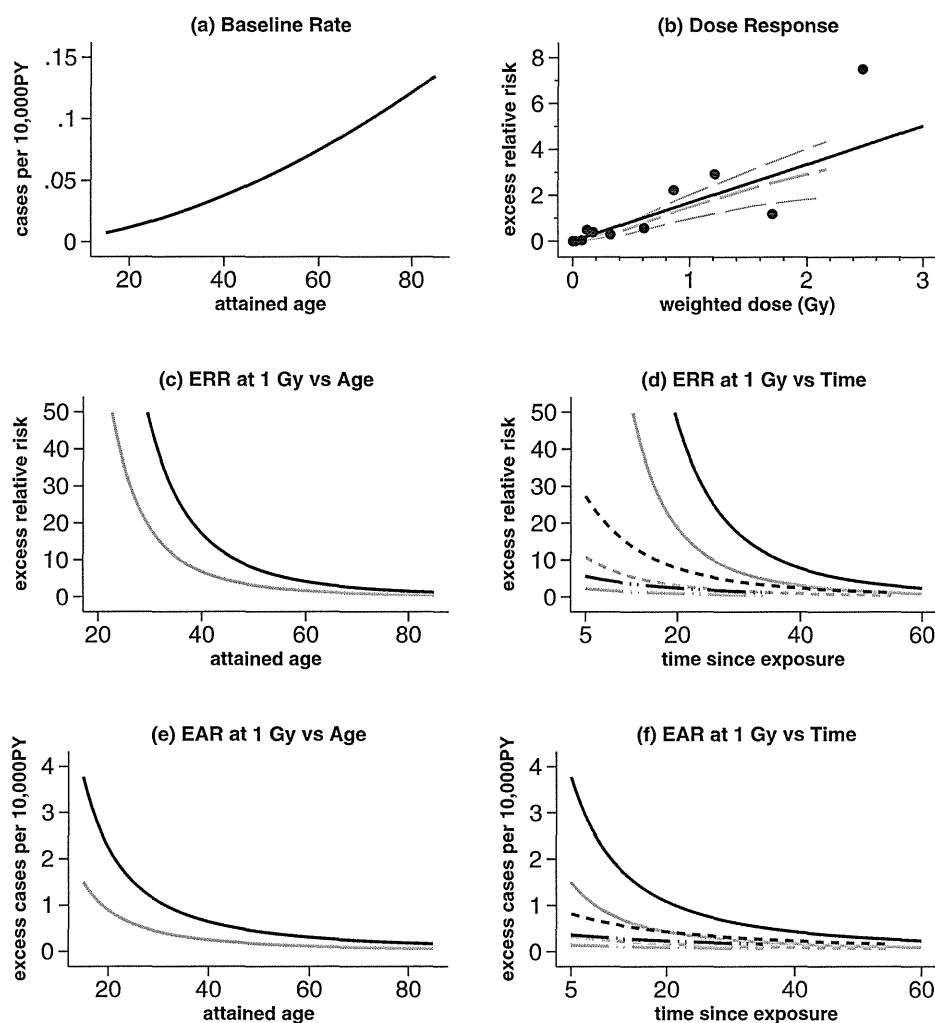 (a) Baseline Rate
cases per 10,000PY
.15
.1
.05
0
20 40 60 80
attained age
(b) Dose Response
excess relative risk
8
6
4
2
0
0 1 2 3
weighted dose (Gy)
(c) ERR at 1 Gy vs Age
excess relative risk
50
40
30
20
10
0
20 40 60 80
attained age
(d) ERR at 1 Gy vs Time
excess relative risk
50
40
30
20
10
0
5 20 40 60
time since exposure
(e) EAR at 1 Gy vs Age
excess cases per 10,000PY
4
3
2
1
0
20 40 60 80
attained age
(f) EAR at 1 Gy vs Time
excess cases per 10,000PY
4
3
2
1
0
5 20 40 60
time since exposure